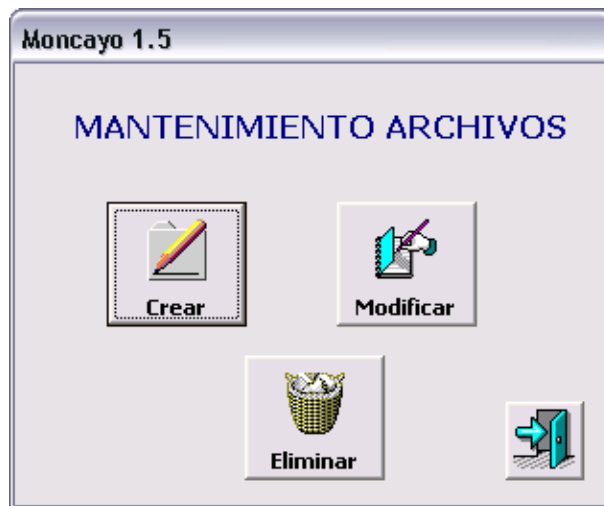 Moncayo 1.5
MANTENIMIENTO ARCHIVOS
Crear
Modificar
Eliminar